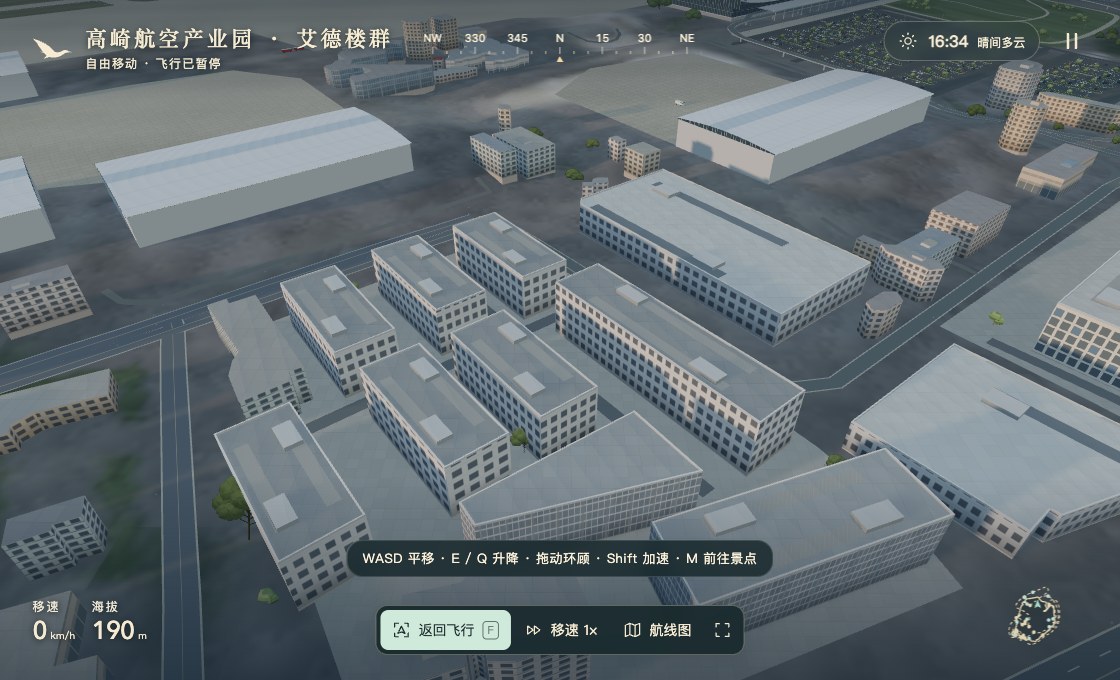 高崎航空产业园 · 艾德楼群
自由移动 · 飞行已暂停
NW 330 345 N 15 30 NE
16:34 晴间多云
WASD 平移 · E / Q 升降 · 拖动环顾 · Shift 加速 · M 前往景点
移速 海拔
0 km/h 190 m
返回飞行 F 移速 1x 航线图